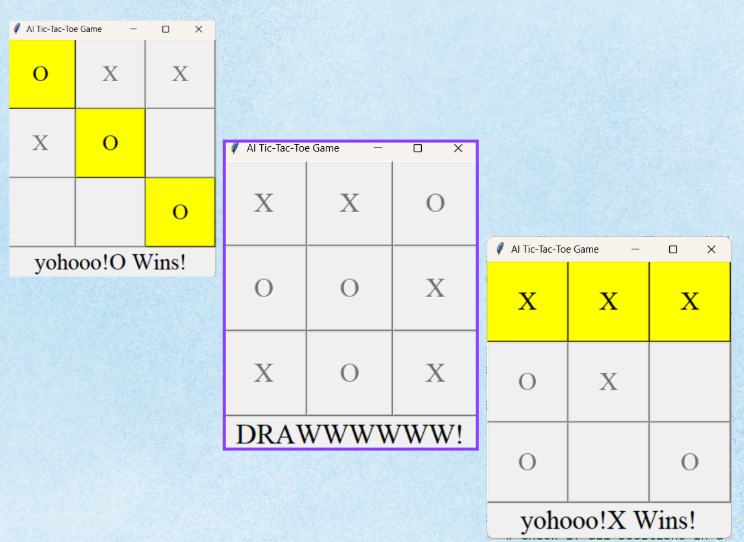 AI Tic-Tac-Toe Game
O X X
X O
O
yohooo!O Wins!
AI Tic-Tac-Toe Game
X X O
O O X
X O X
DRAWWWWWW!
AI Tic-Tac-Toe Game
X X X
O X
O O
yohooo!X Wins!